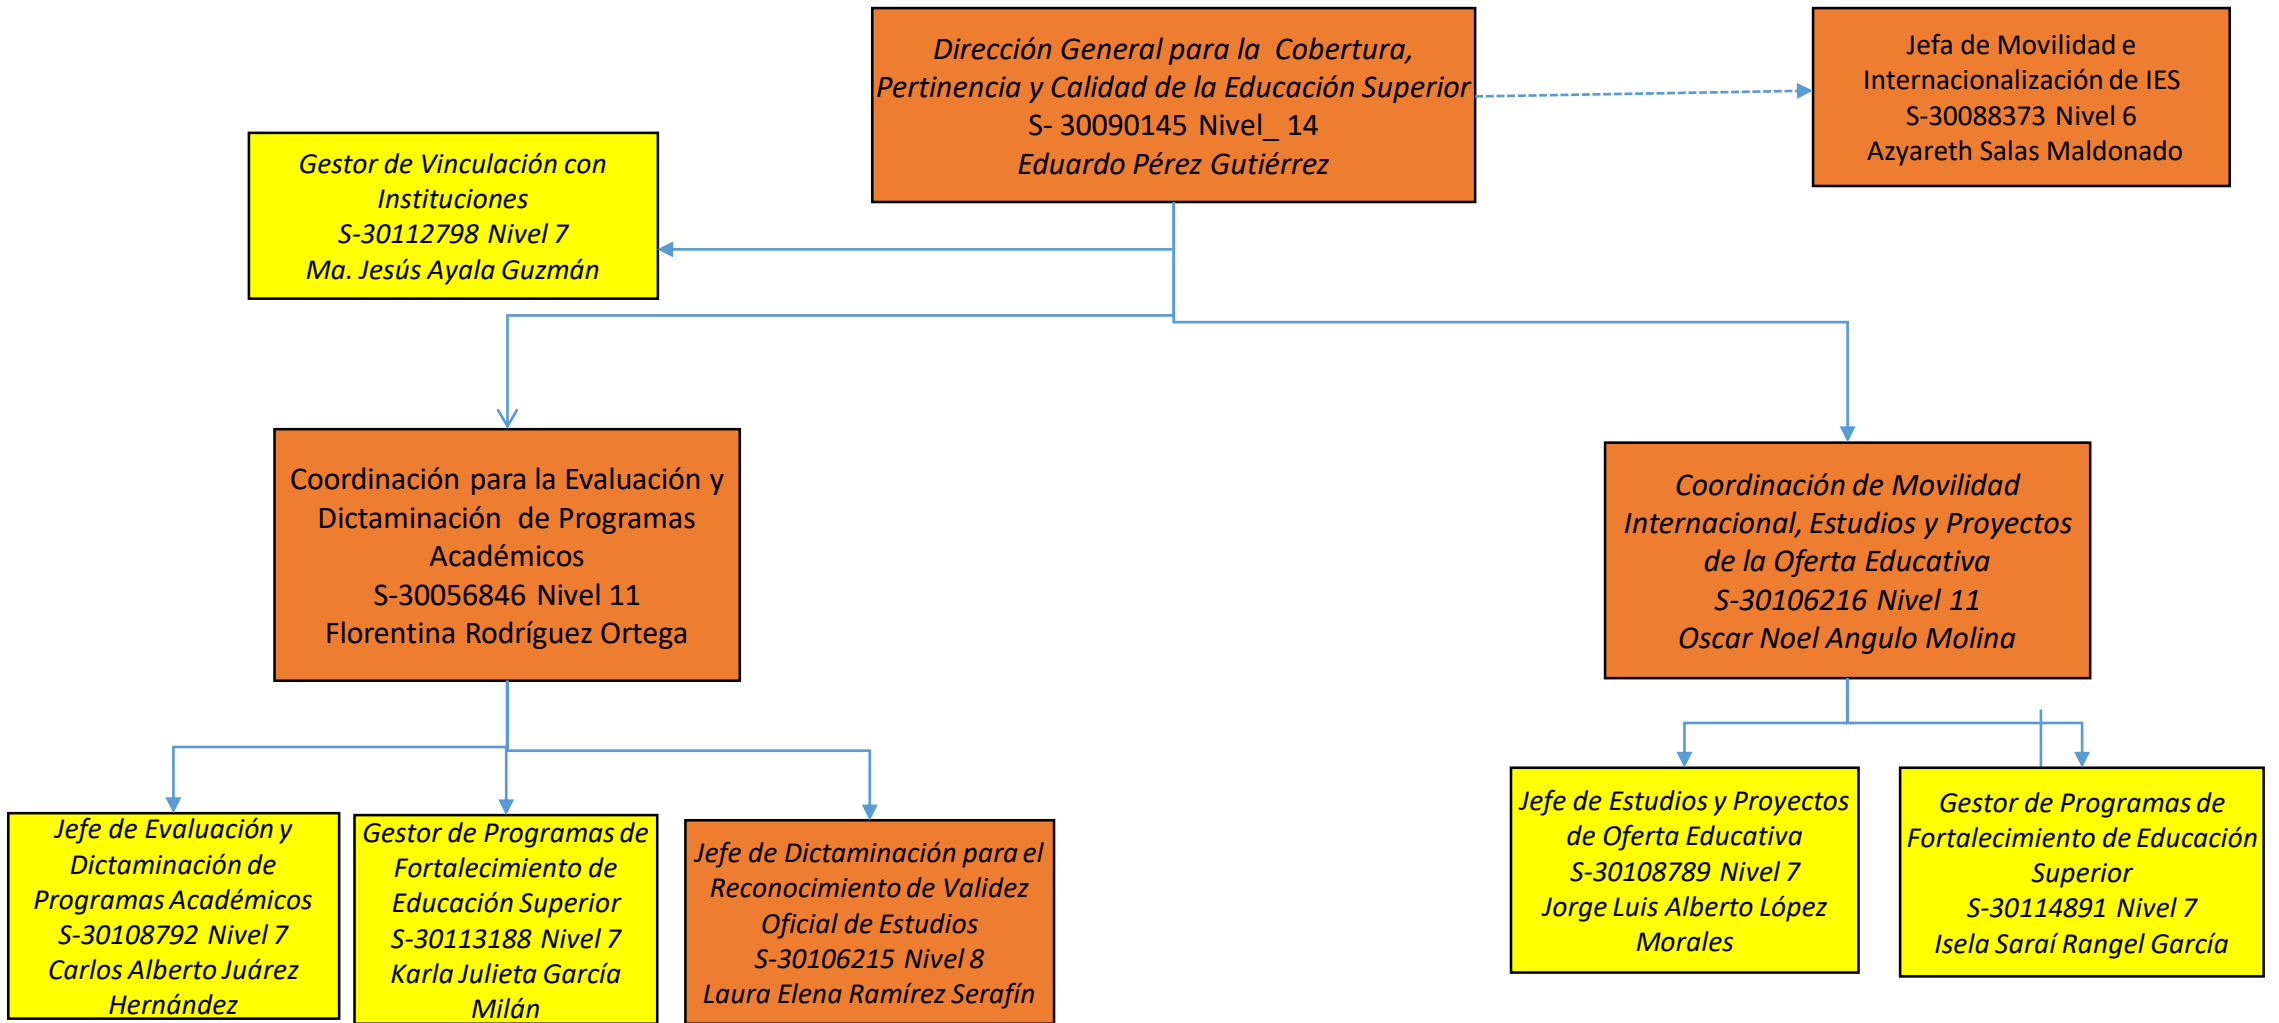 Dirección General para la  Cobertura,
Pertinencia y Calidad de la Educación Superior
S- 30090145 Nivel_ 14
Eduardo Pérez Gutiérrez
Jefa de Movilidad e
Internacionalización de IES
S-30088373 Nivel 6
Azyareth Salas Maldonado
Gestor de Vinculación con
Instituciones
S-30112798 Nivel 7
Ma. Jesús Ayala Guzmán
Coordinación para la Evaluación y
Dictaminación  de Programas
Académicos
S-30056846 Nivel 11
Florentina Rodríguez Ortega
Coordinación de Movilidad
Internacional, Estudios y Proyectos
de la Oferta Educativa
S-30106216 Nivel 11
Oscar Noel Angulo Molina
Jefe de Evaluación y
Dictaminación de
Programas Académicos
S-30108792 Nivel 7
Carlos Alberto Juárez
Hernández
Gestor de Programas de
Fortalecimiento de
Educación Superior
S-30113188 Nivel 7
Karla Julieta García
Milán
Jefe de Dictaminación para el
Reconocimiento de Validez
Oficial de Estudios
S-30106215 Nivel 8
Laura Elena Ramírez Serafín
Jefe de Estudios y Proyectos
de Oferta Educativa
S-30108789 Nivel 7
Jorge Luis Alberto López
Morales
Gestor de Programas de
Fortalecimiento de Educación
Superior
S-30114891 Nivel 7
Isela Saraí Rangel García